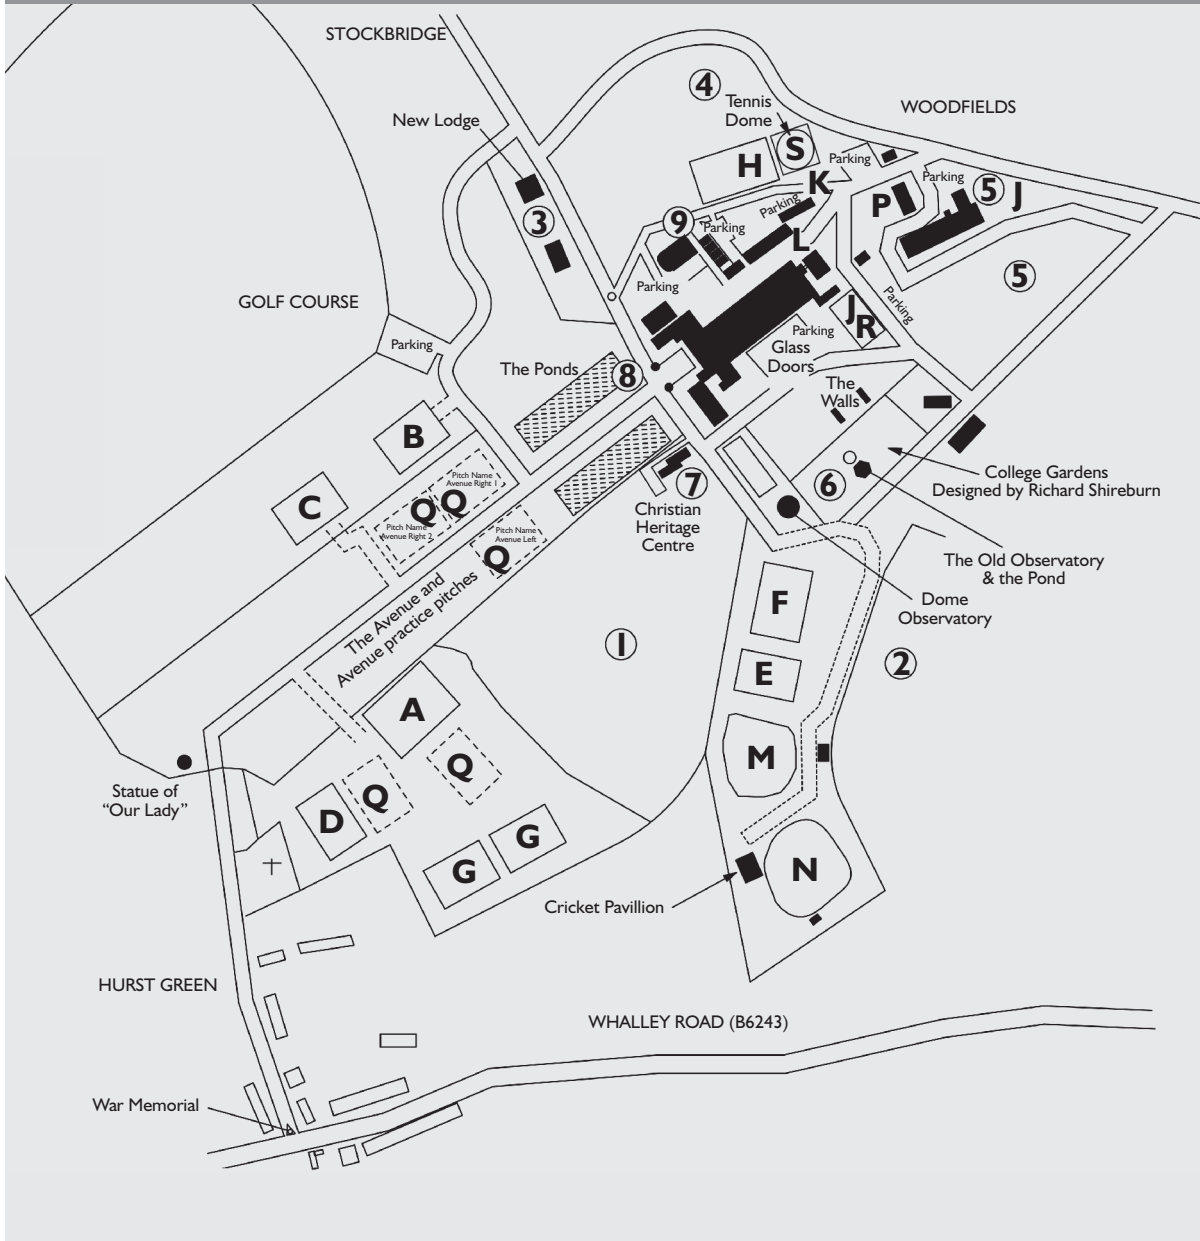 STOCKBRIDGE
4
Tennis
Dome
WOODFIELDS
New Lodge
S
H
Parking
K
Parking
5
J
P
3
9
Parking
Parking
L
5
GOLF COURSE
Parking
Parking
J
R
Parking
Parking
Glass
Doors
The Ponds
8
The
Walls
B
College Gardens
Designed by Richard Shireburn
6
7
Pitch Name
Avenue Right 1
C
Q
Q
Pitch Name
Avenue Right 2
Christian
Heritage
Centre
Pitch Name
Avenue Left
Q
The Old Observatory
& the Pond
Dome
Observatory
F
The Avenue and
Avenue practice pitches
1
2
E
A
M
Q
Q
Statue of
“Our Lady”
D
G
G
N
Cricket Pavillion
HURST GREEN
WHALLEY ROAD (B6243)
War Memorial